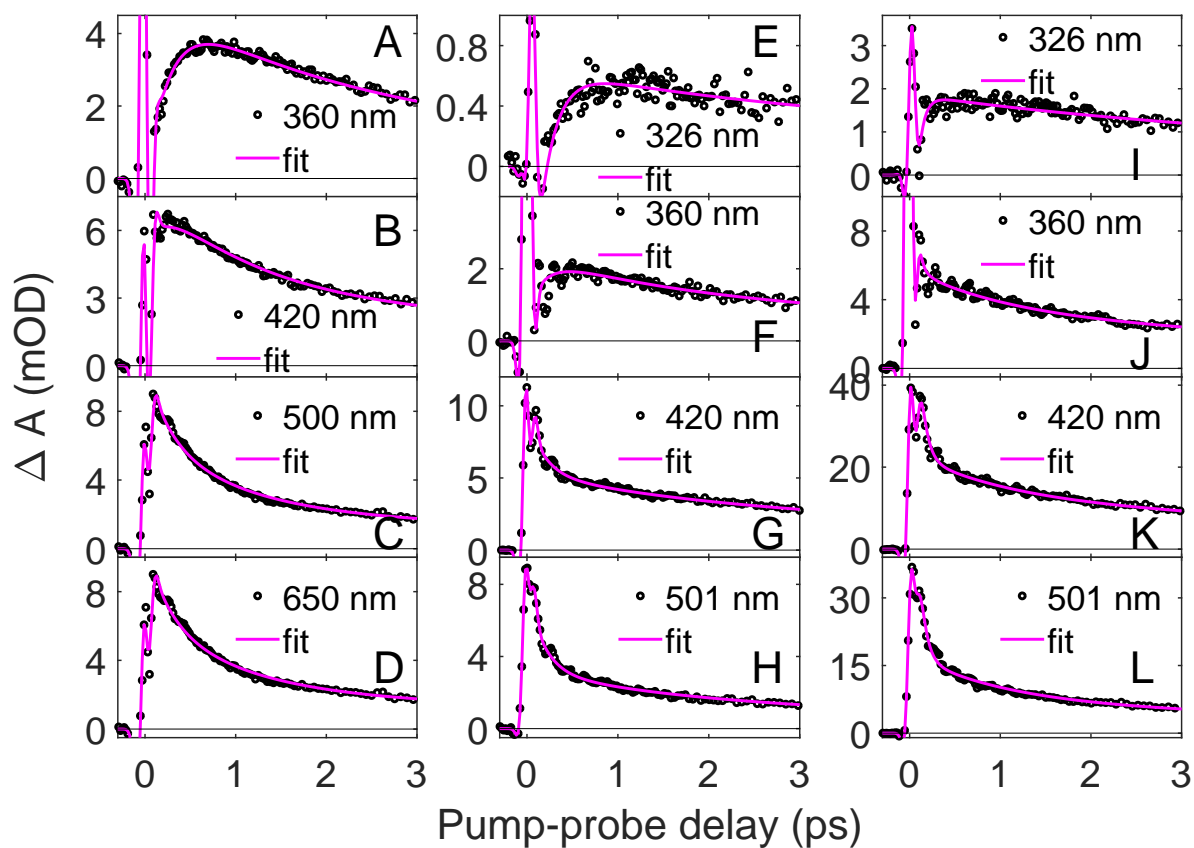 Δ A (mOD)
A
360 nm
fit
4
2
0
B
420 nm
fit
6
3
0
C
500 nm
fit
8
4
0
D
650 nm
fit
8
4
0
0 1 2 3
E
326 nm
fit
0.8
0.4
0
F
360 nm
fit
2
0
G
420 nm
fit
10
5
0
H
501 nm
fit
8
4
0
0 1 2 3
I
326 nm
fit
3
2
1
0
J
360 nm
fit
8
4
0
K
420 nm
fit
40
20
0
L
501 nm
fit
30
15
0
0 1 2 3
Pump-probe delay (ps)